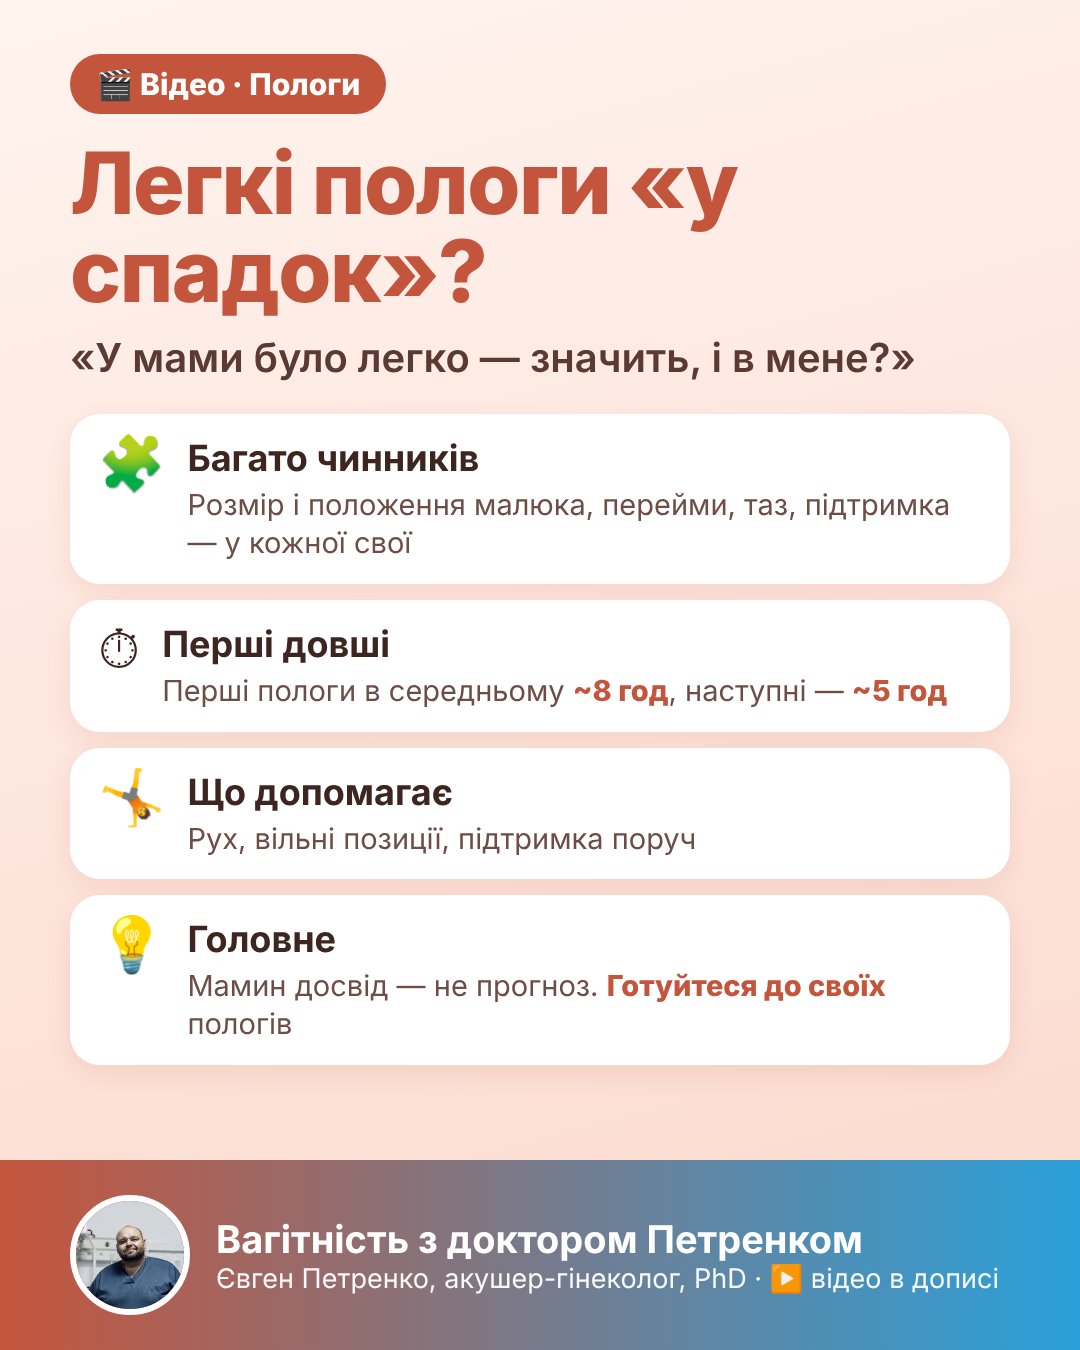 🎬 Відео · Пологи
Легкі пологи «у
спадок»?
«У мами було легко — значить, і в мене?»
Багато чинників
Розмір і положення малюка, перейми, таз, підтримка
— у кожної свої
Перші довші
Перші пологи в середньому ~8 год, наступні — ~5 год
Що допомагає
Рух, вільні позиції, підтримка поруч
Головне
Мамин досвід — не прогноз. Готуйтеся до своїх
пологів
Вагітність з доктором Петренком
Євген Петренко, акушер-гінеколог, PhD · ▶️ відео в дописі